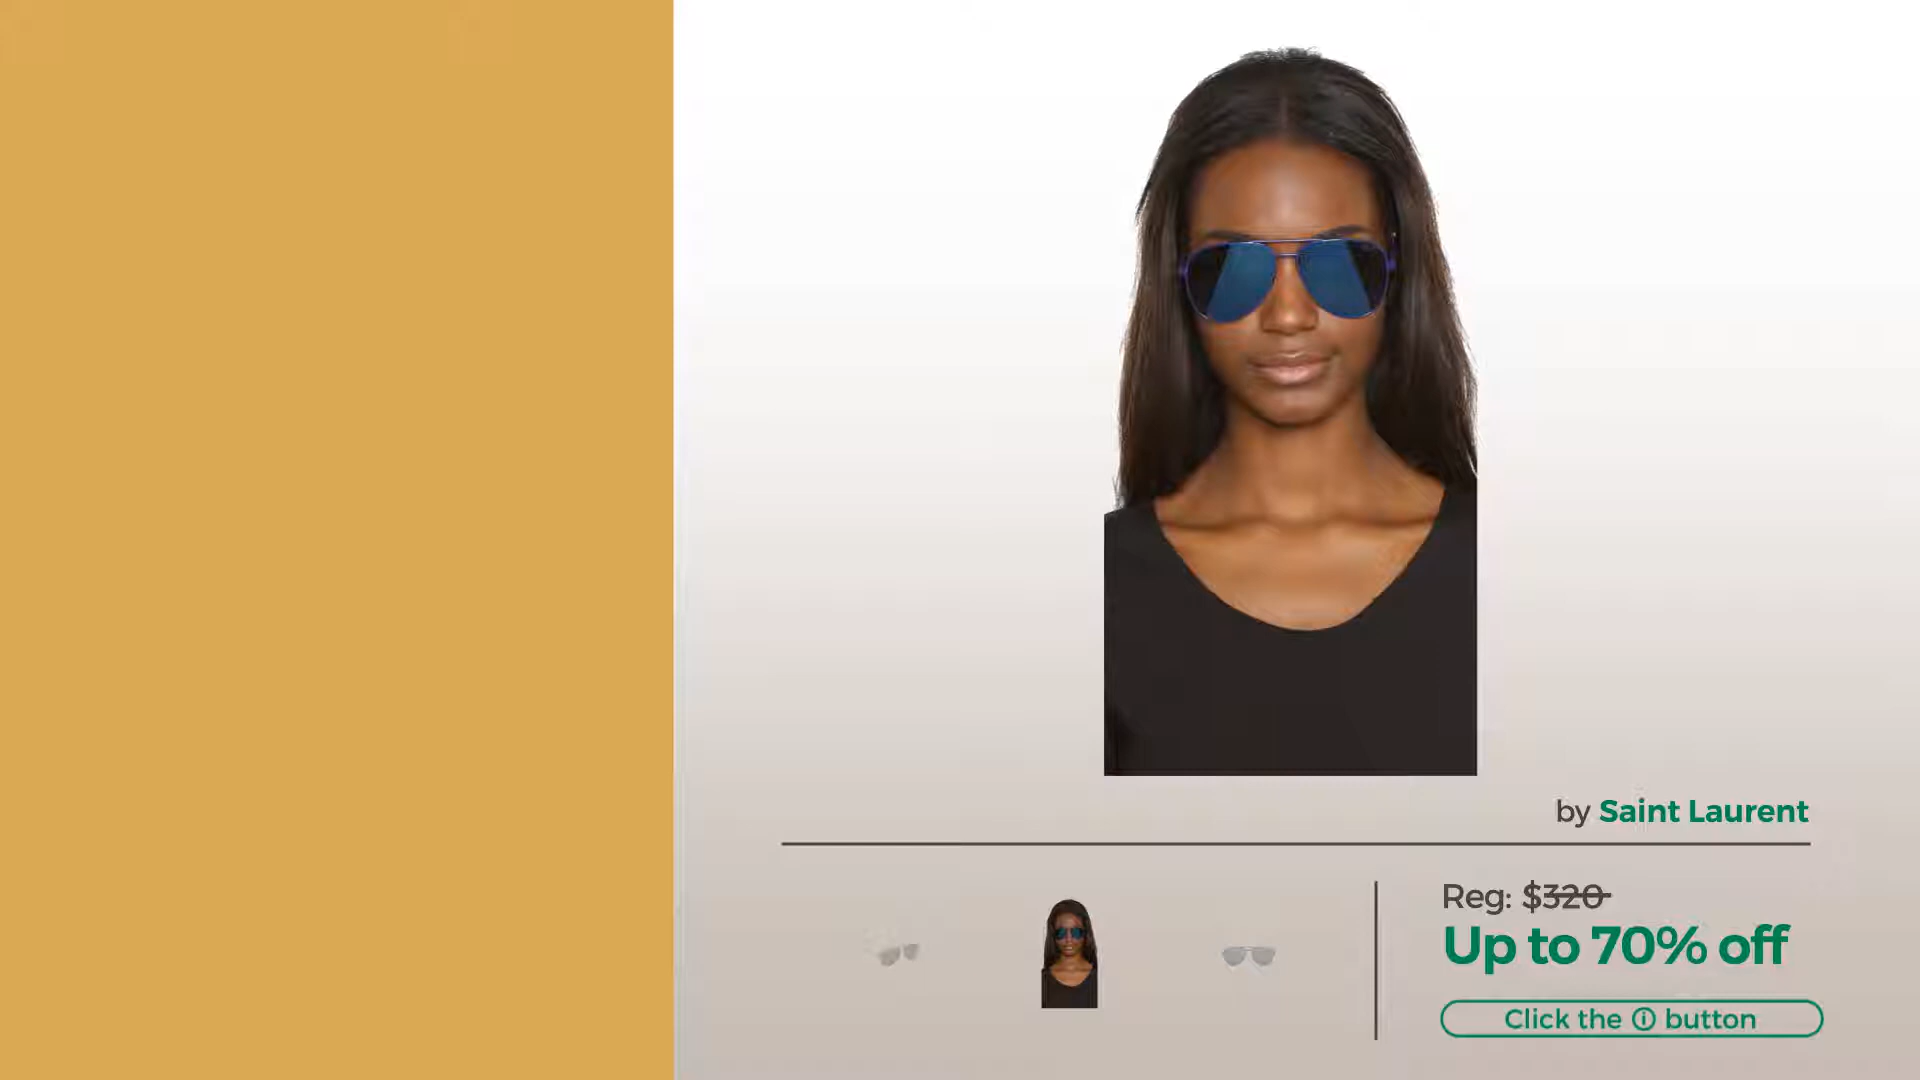 by Saint Laurent
Reg: $320
Up to 70% off
Click the ⓘ button